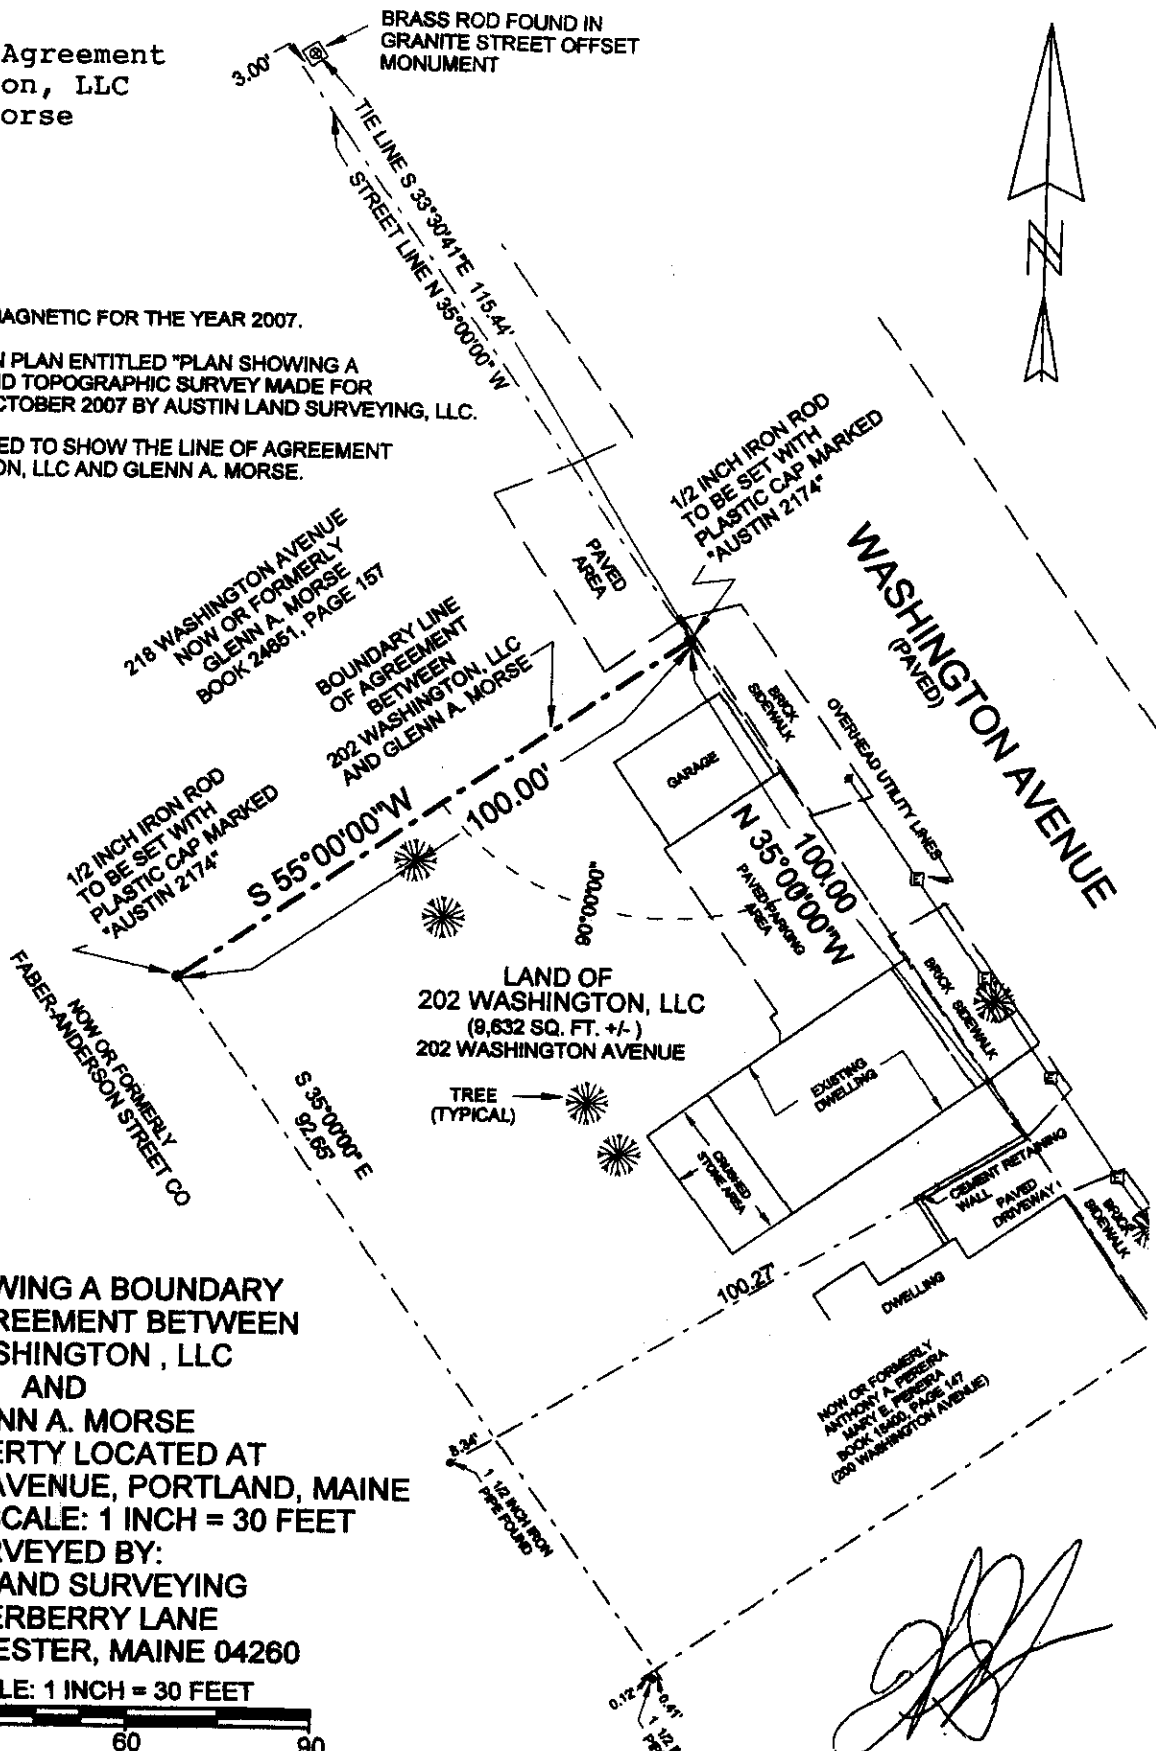 Agreement
on, LLC
orse
BRASS ROD FOUND IN
GRANITE STREET OFFSET
MONUMENT
3.00'
TIE LINE S 33°30'41"E 115.44'
STREET LINE N 35°00'00" W
N
AGNETIC FOR THE YEAR 2007.
N PLAN ENTITLED "PLAN SHOWING A
ND TOPOGRAPHIC SURVEY MADE FOR
CTOBER 2007 BY AUSTIN LAND SURVEYING, LLC.
ED TO SHOW THE LINE OF AGREEMENT
ON, LLC AND GLENN A. MORSE.
1/2 INCH IRON ROD
TO BE SET WITH
PLASTIC CAP MARKED
"AUSTIN 2174"
WASHINGTON AVENUE
(PAVED)
PAVED
AREA
218 WASHINGTON AVENUE
NOW OR FORMERLY
GLENN A. MORSE
BOOK 24651, PAGE 157
BOUNDARY LINE
OF AGREEMENT
BETWEEN
202 WASHINGTON, LLC
AND GLENN A. MORSE
BRICK
SIDEWALK
OVERHEAD UTILITY LINES
GARAGE
1/2 INCH IRON ROD
TO BE SET WITH
PLASTIC CAP MARKED
"AUSTIN 2174"
S 55°00'00"W
100.00'
N 35°00'00"W
100.00
PAVED PARKING
AREA
90°00'00"
LAND OF
202 WASHINGTON, LLC
(9,632 SQ. FT. +/- )
202 WASHINGTON AVENUE
BRICK SIDEWALK
NOW OR FORMERLY
FABER-ANDERSON STREET CO
S 35°00'00" E
92.65'
TREE
(TYPICAL)
EXISTING
DWELLING
CRUSHED
STONE AREA
CEMENT RETAINING
WALL
PAVED
DRIVEWAY
BRICK
SIDEWALK
100.27'
DWELLING
NOW OR FORMERLY
ANTHONY A. PEREIRA
MARY E. PEREIRA
BOOK 15400, PAGE 147
(200 WASHINGTON AVENUE)
WING A BOUNDARY
REEMENT BETWEEN
SHINGTON , LLC
AND
NN A. MORSE
ERTY LOCATED AT
AVENUE, PORTLAND, MAINE
SCALE: 1 INCH = 30 FEET
RVEYED BY:
AND SURVEYING
ERBERRY LANE
ESTER, MAINE 04260
LE: 1 INCH = 30 FEET
60
90
8.34'
1 1/2 INCH IRON
PIPE FOUND
0.12'
0.41'
1 1/2